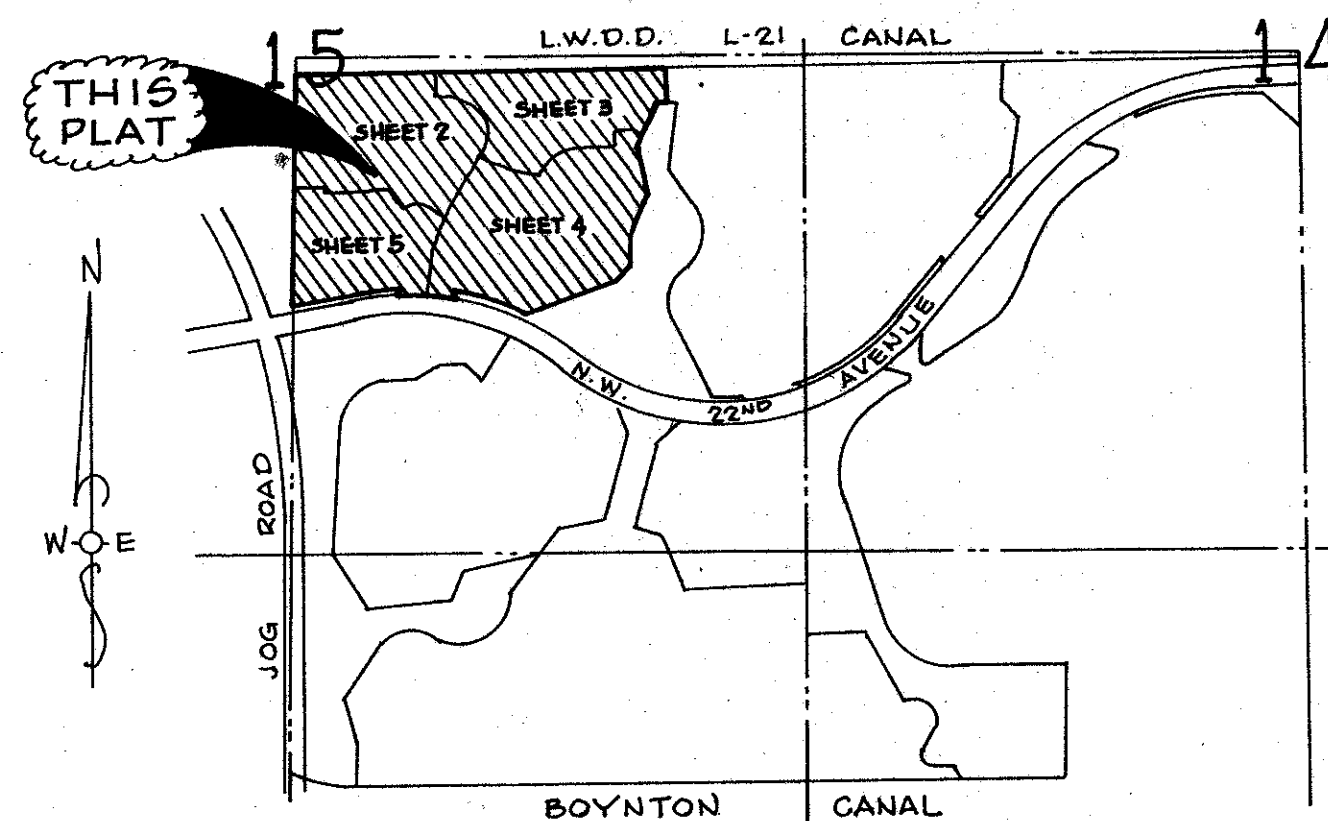 L.W.D.D. L-21 CANAL
15
14
THIS
PLAT
SHEET 2
SHEET 3
SHEET 4
SHEET 5
N
W E
N.W. 22ND AVENUE
JOG ROAD
BOYNTON CANAL